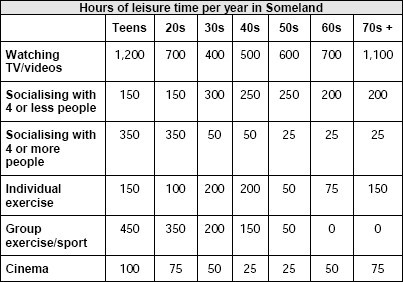 Hours of leisure time per year in Someland
Teens 20s 30s 40s 50s 60s 70s +
Watching
TV/videos
1,200 700 400 500 600 700 1,100
Socialising with
4 or less people
150 150 300 250 250 200 200
Socialising with
4 or more
people
350 350 50 50 25 25 25
Individual
exercise
150 100 200 200 50 75 150
Group
exercise/sport
450 350 200 150 50 0 0
Cinema 100 75 50 25 25 50 75